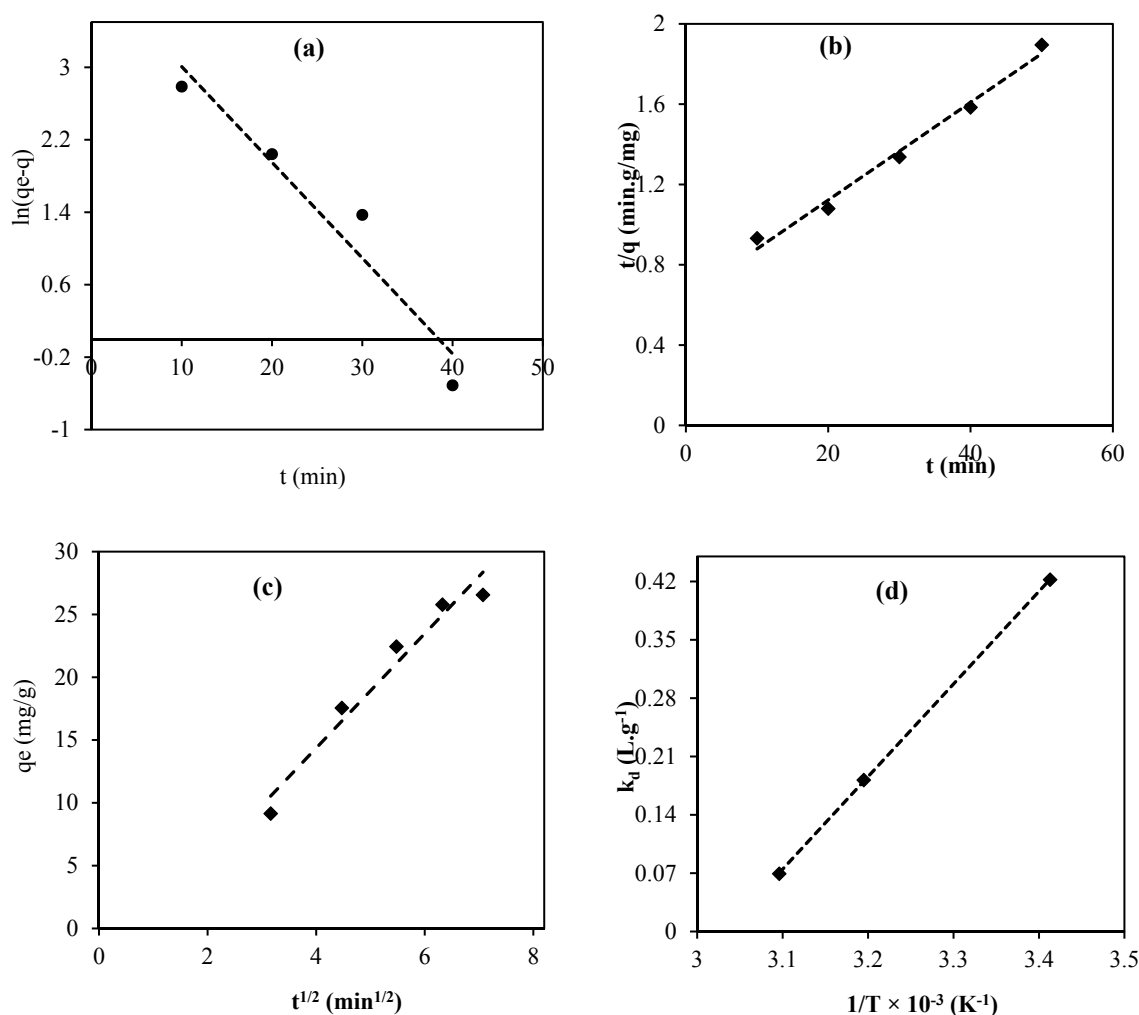 (a)
3
2.2
1.4
0.6
-0.2
-1
0 10 20 30 40 50
ln(qe-q)
t (min)
(b)
2
1.6
1.2
0.8
0.4
0
0 20 40 60
t/q (min.g/mg)
t (min)
(c)
30
25
20
15
10
5
0
0 2 4 6 8
qe (mg/g)
t^{1/2} (min^{1/2})
(d)
0.42
0.35
0.28
0.21
0.14
0.07
0
3 3.1 3.2 3.3 3.4 3.5
k_d (L.g^{-1})
1/T × 10^{-3} (K^{-1})